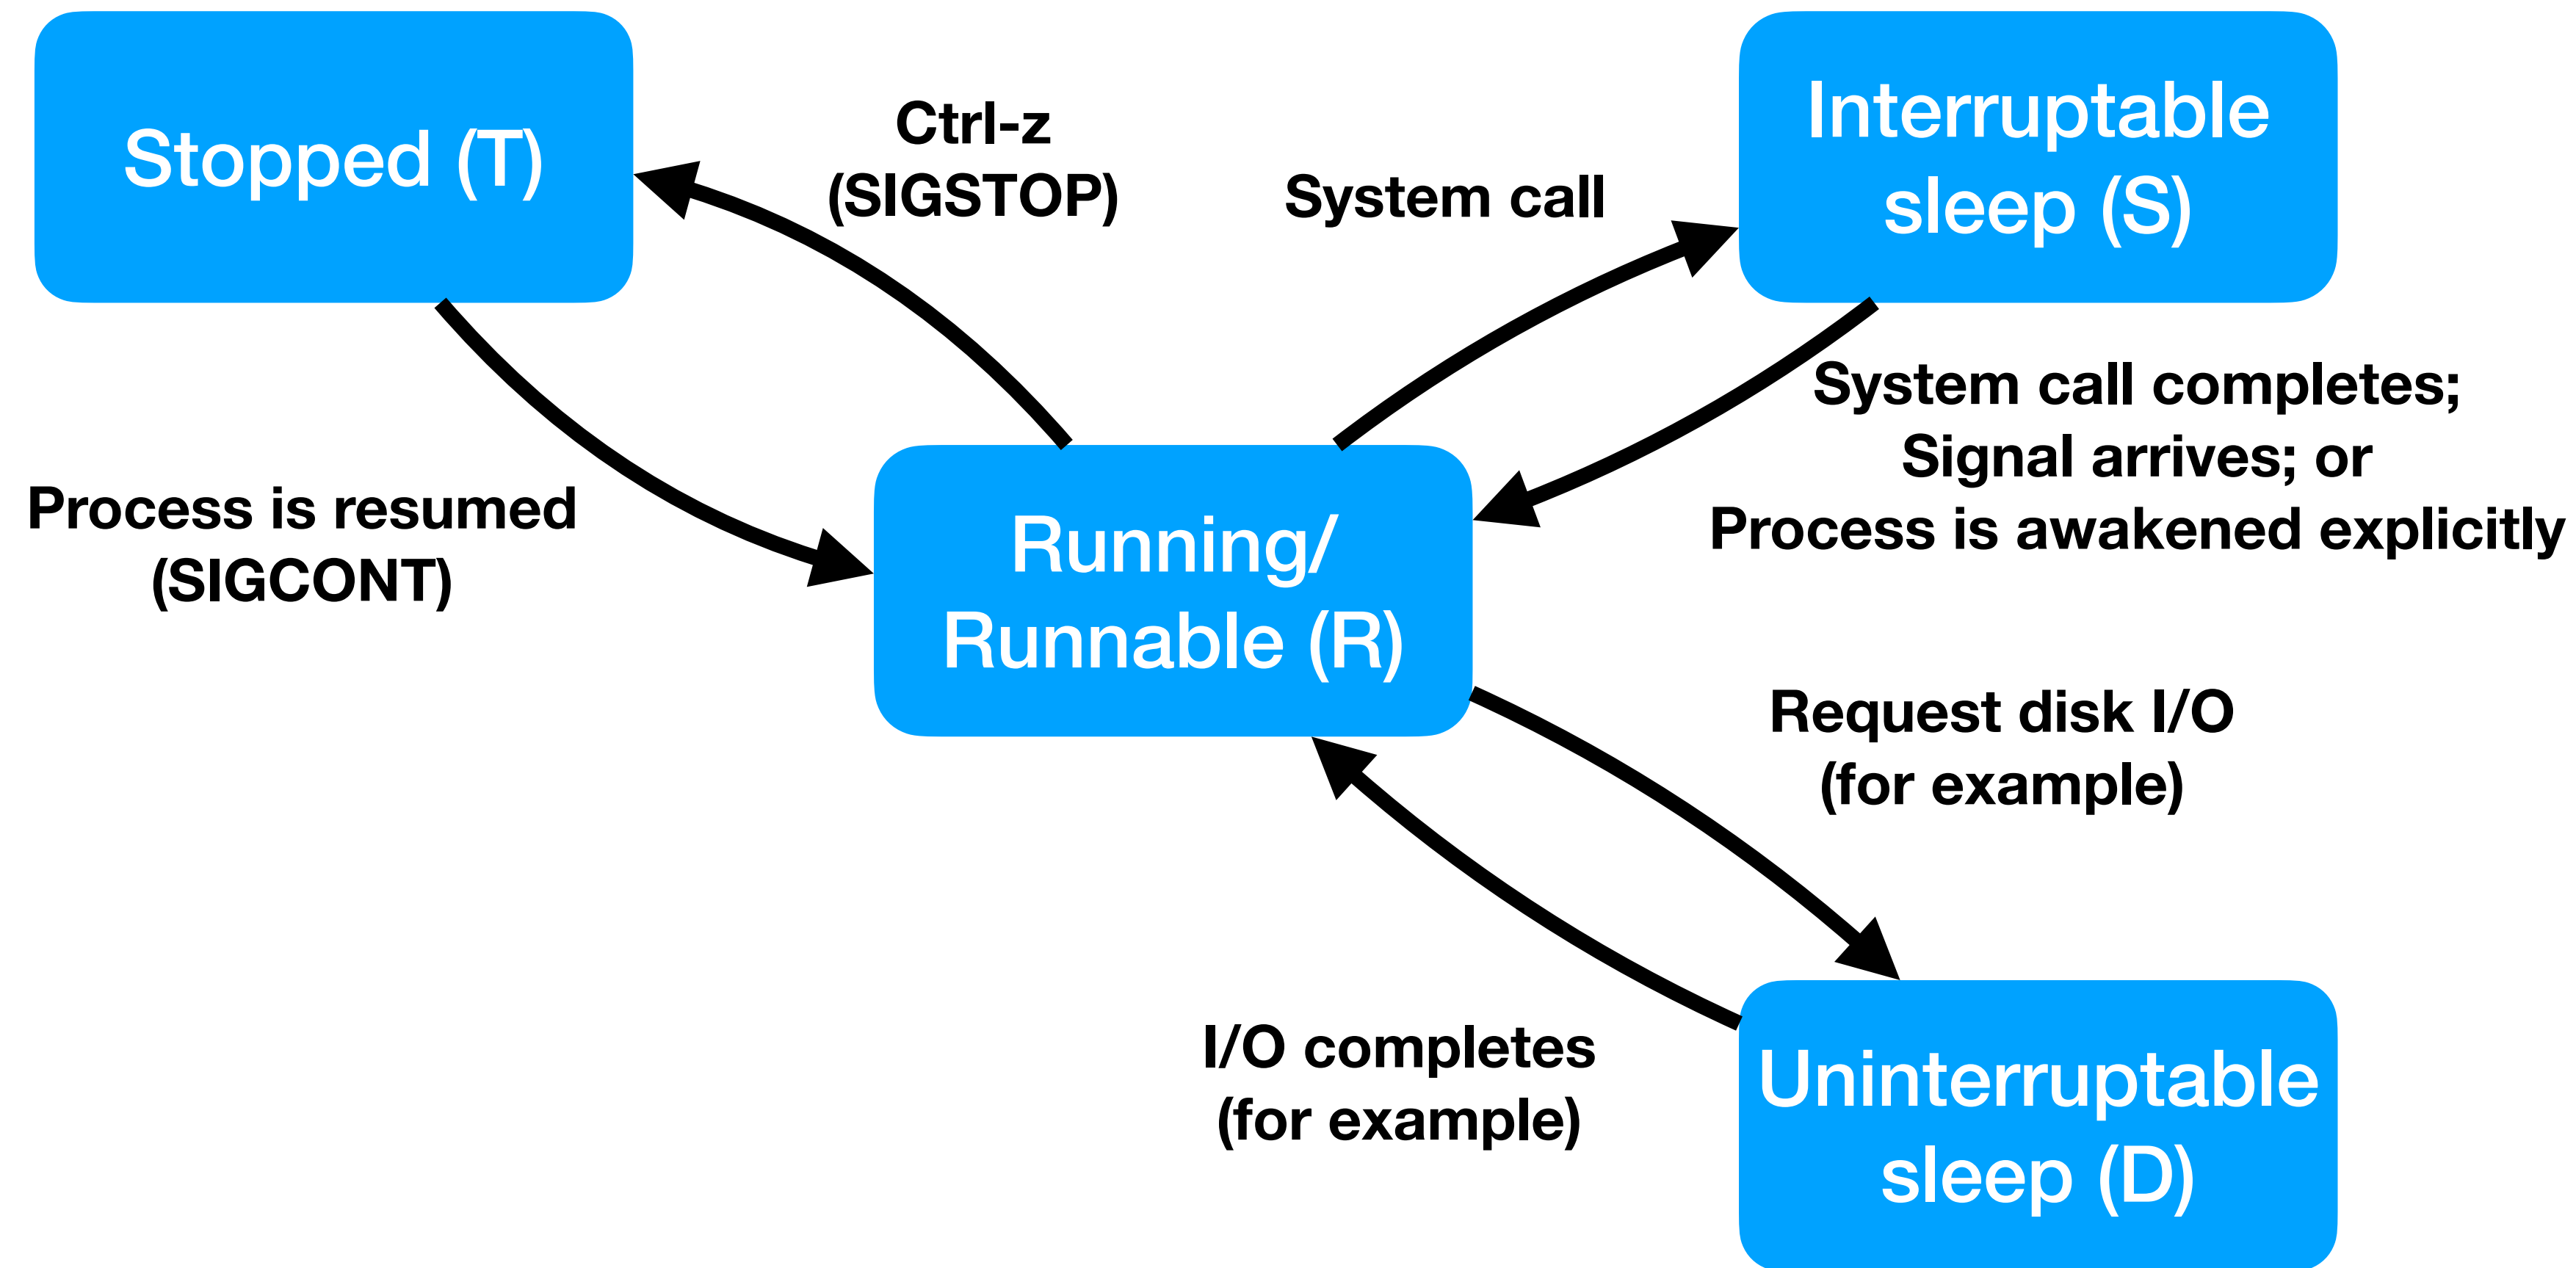 Stopped (T)
Ctrl-z
(SIGSTOP)
System call
Interruptable
sleep (S)
Process is resumed
(SIGCONT)
Running/
Runnable (R)
System call completes;
Signal arrives; or
Process is awakened explicitly
Request disk I/O
(for example)
I/O completes
(for example)
Uninterruptable
sleep (D)